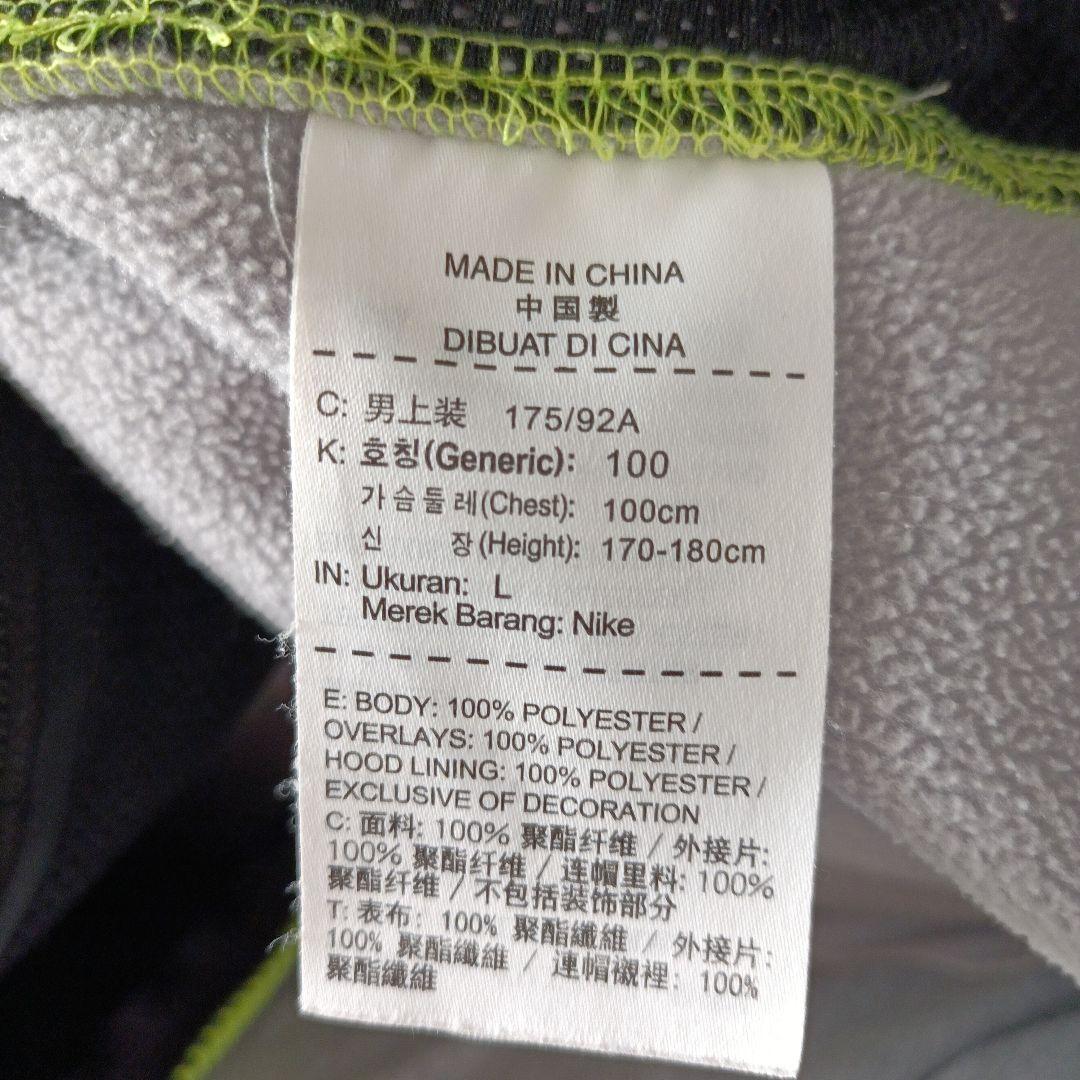 MADE IN CHINA
中国製
DIBUAT DI CINA
C: 男上装 175/92A
K: 호칭(Generic): 100
가슴둘레(Chest): 100cm
신 장(Height): 170-180cm
IN: Ukuran: L
Merek Barang: Nike
E: BODY: 100% POLYESTER /
OVERLAYS: 100% POLYESTER /
HOOD LINING: 100% POLYESTER /
EXCLUSIVE OF DECORATION
C: 面料: 100% 聚酯纤维 / 外接片:
100% 聚酯纤维 / 连帽里料: 100%
聚酯纤维 / 不包括装饰部分
T: 表布: 100% 聚酯纖維 / 外接片:
100% 聚酯纖維 / 連帽襯裡: 100%
聚酯纖維